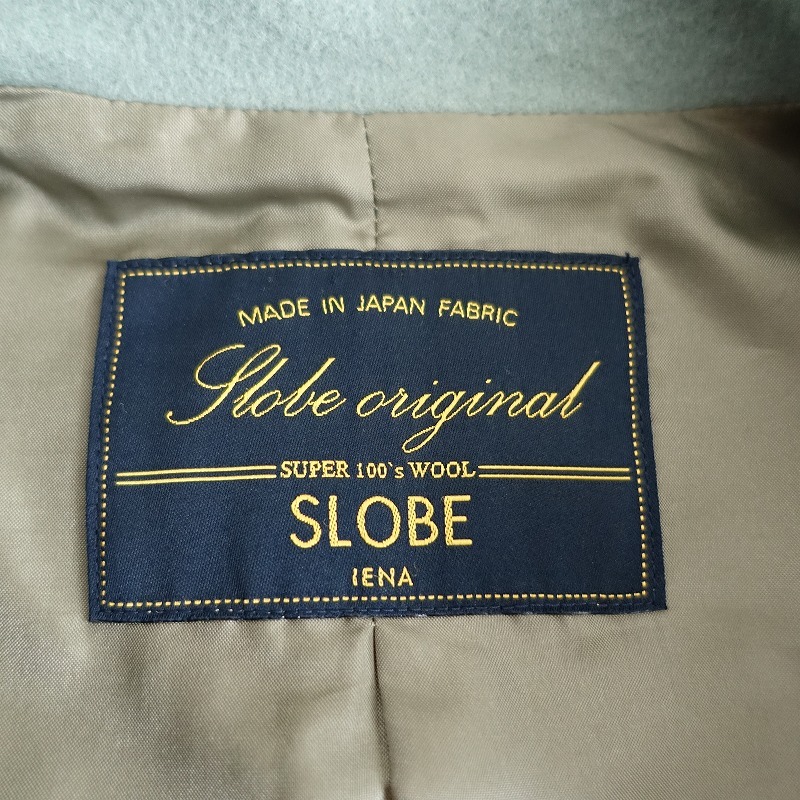 MADE IN JAPAN FABRIC
Slobe original
SUPER 100`s WOOL
SLOBE
IENA